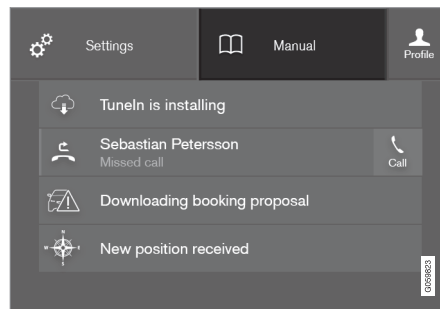 Settings
Manual
Profile
TuneIn is installing
Sebastian Petersson
Missed call
Call
Downloading booking proposal
N
W E
S
New position received
G059823